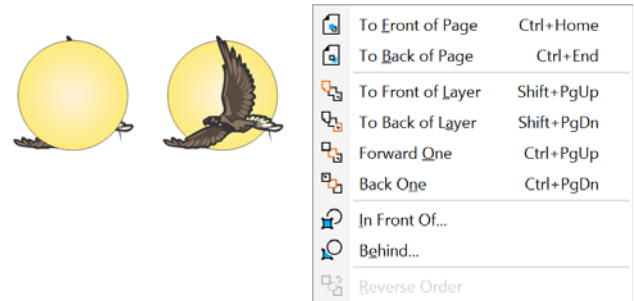 To Front of Page Ctrl+Home
To Back of Page Ctrl+End
To Front of Layer Shift+PgUp
To Back of Layer Shift+PgDn
Forward One Ctrl+PgUp
Back One Ctrl+PgDn
In Front Of...
Behind...
Reverse Order